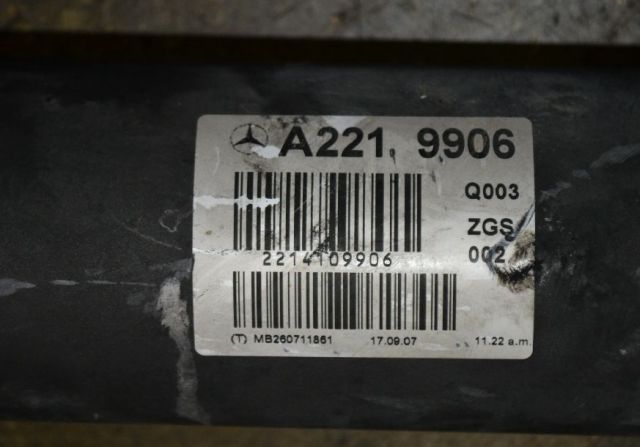 A221 9906
Q003
ZGS
2214109906
002
(T) MB260711861 17.09.07 11.22 a.m.